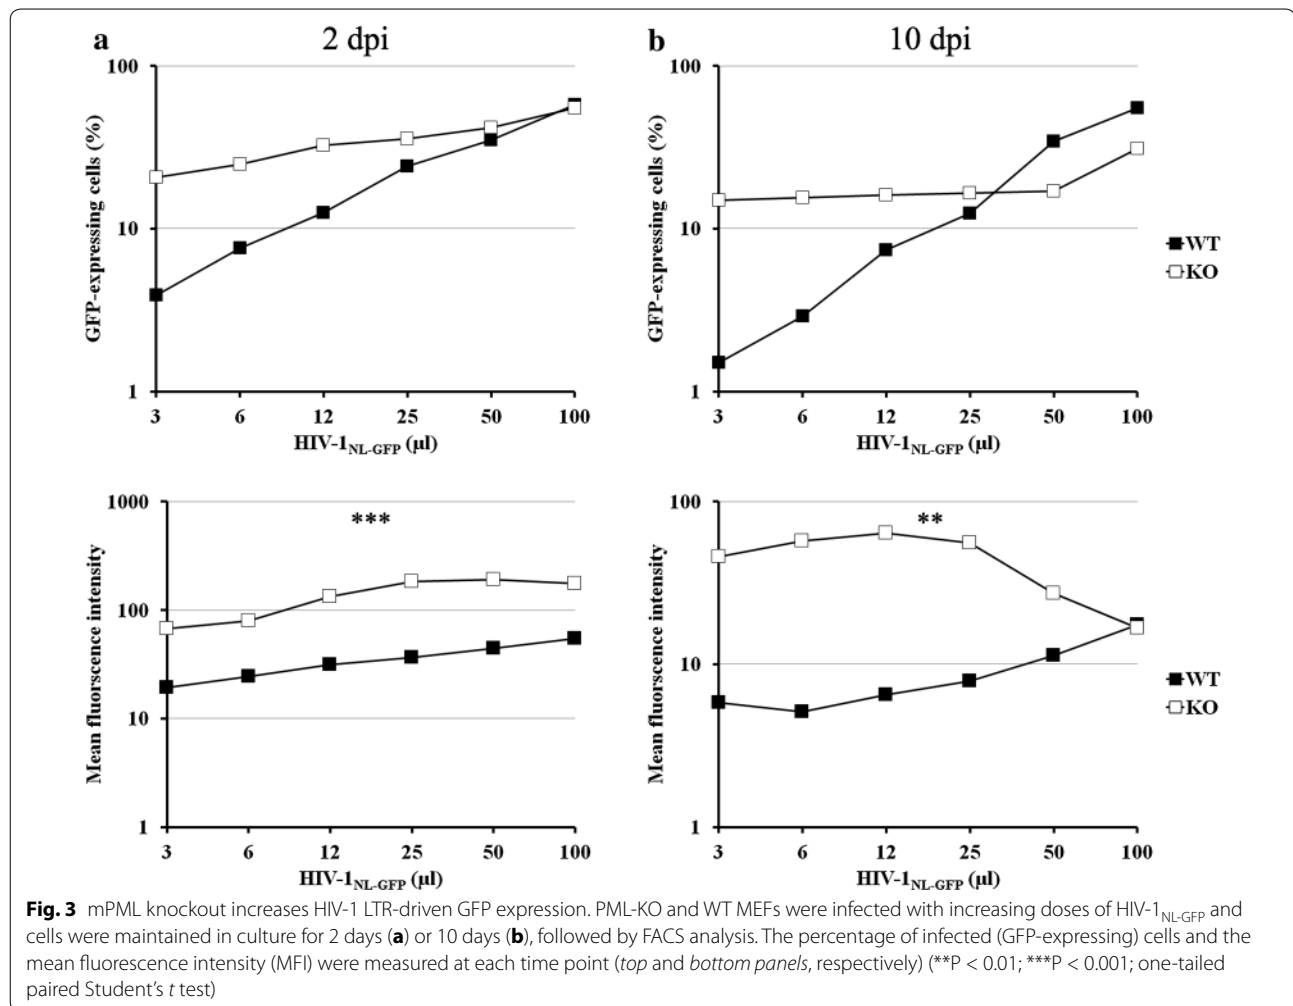 a 2 dpi
100
10
1
GFP-expressing cells (%)
3 6 12 25 50 100
HIV-1NL-GFP (µl)
b 10 dpi
100
10
1
GFP-expressing cells (%)
3 6 12 25 50 100
HIV-1NL-GFP (µl)
WT
KO
1000
***
100
10
1
Mean fluorescence intensity
3 6 12 25 50 100
HIV-1NL-GFP (µl)
100
**
10
1
Mean fluorescence intensity
3 6 12 25 50 100
HIV-1NL-GFP (µl)
WT
KO
Fig. 3 mPML knockout increases HIV-1 LTR-driven GFP expression. PML-KO and WT MEFs were infected with increasing doses of HIV-1NL-GFP and
cells were maintained in culture for 2 days (a) or 10 days (b), followed by FACS analysis. The percentage of infected (GFP-expressing) cells and the
mean fluorescence intensity (MFI) were measured at each time point (top and bottom panels, respectively) (**P < 0.01; ***P < 0.001; one-tailed
paired Student's t test)